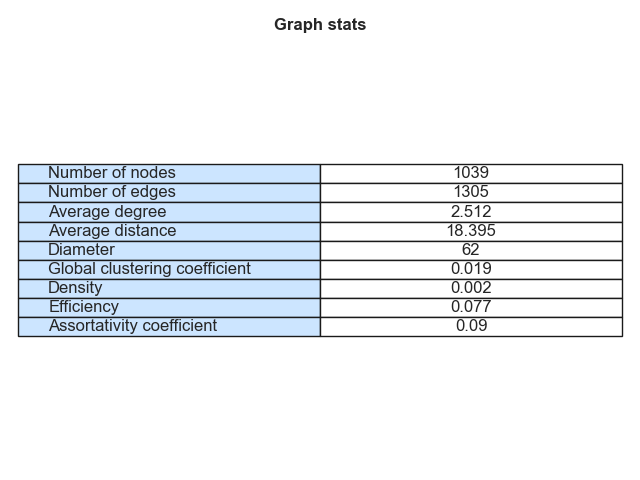 Graph stats
Number of nodes 1039
Number of edges 1305
Average degree 2.512
Average distance 18.395
Diameter 62
Global clustering coefficient 0.019
Density 0.002
Efficiency 0.077
Assortativity coefficient 0.09